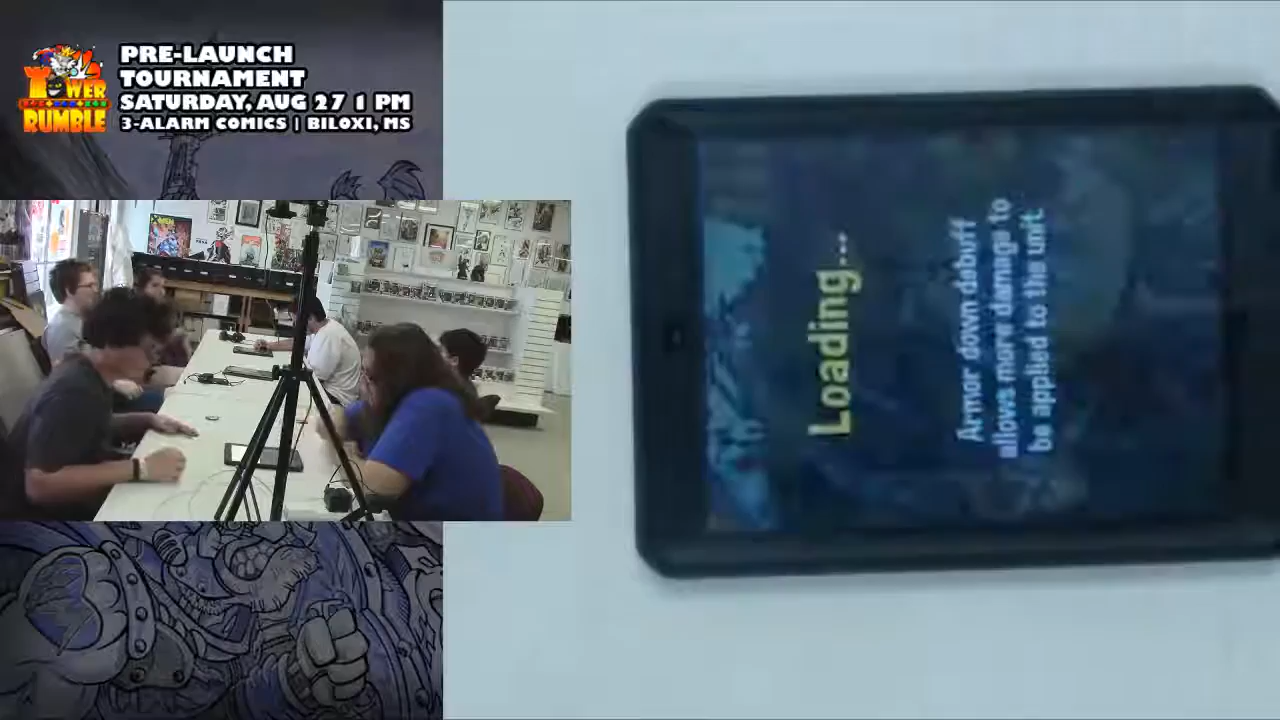 TOWER
RUMBLE
PRE-LAUNCH
TOURNAMENT
SATURDAY, AUG 27 1 PM
3-ALARM COMICS | BILOXI, MS
Loading...
Armor down debuff
allows more damage to
be applied to the unit.